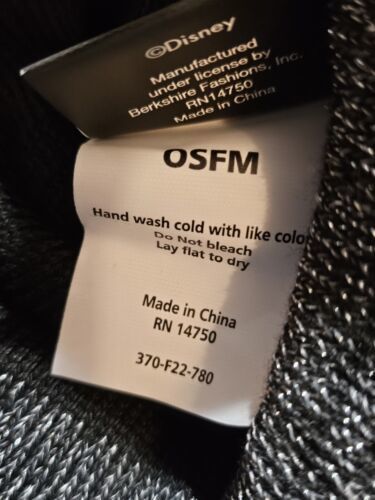 ©Disney
Manufactured
under license by
Berkshire Fashions, Inc.
RN14750
Made in China
OSFM
Hand wash cold with like colo
Do Not bleach
Lay flat to dry
Made in China
RN 14750
370-F22-780